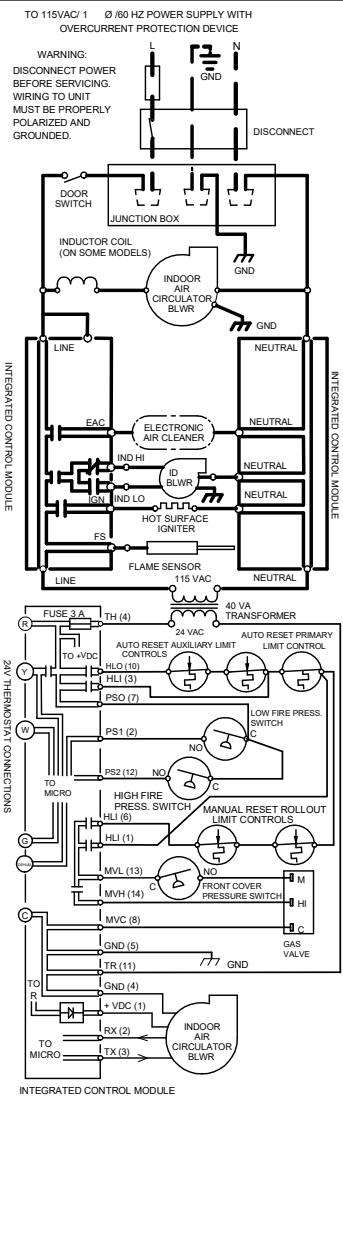 TO 115VAC/ 1 Ø /60 HZ POWER SUPPLY WITH
OVERCURRENT PROTECTION DEVICE
WARNING:
DISCONNECT POWER
BEFORE SERVICING.
WIRING TO UNIT
MUST BE PROPERLY
POLARIZED AND
GROUNDED.
L
N
GND
DISCONNECT
DOOR
SWITCH
JUNCTION BOX
GND
INDUCTOR COIL
(ON SOME MODELS)
INDOOR
AIR
CIRCULATOR
BLWR
GND
LINE
NEUTRAL
INTEGRATED CONTROL MODULE
INTEGRATED CONTROL MODULE
EAC
ELECTRONIC
AIR CLEANER
NEUTRAL
IND HI
ID
BLWR
NEUTRAL
IGN
IND LO
NEUTRAL
HOT SURFACE
IGNITER
FS
FLAME SENSOR
LINE
115 VAC
NEUTRAL
40 VA
TRANSFORMER
24 VAC
FUSE 3 A
TH (4)
R
TO +VDC
AUTO RESET AUXILIARY LIMIT
CONTROLS
AUTO RESET PRIMARY
LIMIT CONTROL
HLO (10)
Y
HLI (3)
PSO (7)
24V THERMOSTAT CONNECTIONS
LOW FIRE PRESS.
SWITCH
W
PS1 (2)
NO
C
PS2 (12)
NO
C
TO
MICRO
HIGH FIRE
PRESS. SWITCH
MANUAL RESET ROLLOUT
LIMIT CONTROLS
HLI (6)
G
HLI (1)
DEHUM
MVL (13)
C
NO
FRONT COVER
PRESSURE SWITCH
M
MVH (14)
HI
C
MVC (8)
C
GAS
VALVE
GND (5)
GND
TR (11)
TO
R
GND (4)
+ VDC (1)
RX (2)
TO
MICRO
TX (3)
INDOOR
AIR
CIRCULATOR
BLWR
INTEGRATED CONTROL MODULE